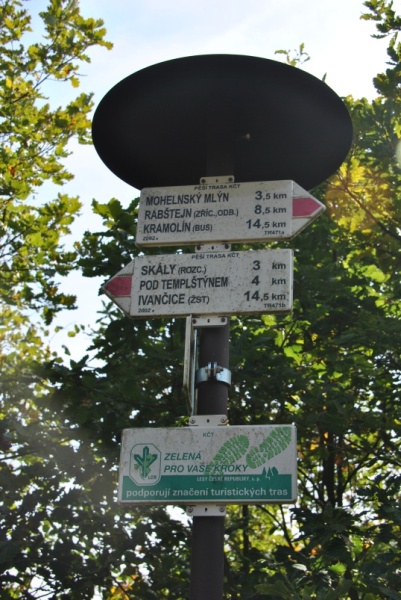 PĚŠÍ TRASA KČT
MOHELNSKÝ MLÝN 3,5 km
RABŠTEJN (ZŘÍC.,ODB.) 8,5 km
KRAMOLÍN (BUS) 14,5 km
PĚŠÍ TRASA KČT
SKÁLY (ROZC.) 3 km
POD TEMPLŠTÝNEM 4 km
IVANČICE (ŽST) 14,5 km
KČT
ZELENÁ
PRO VAŠE KROKY
LESY ČESKÉ REPUBLIKY, s. p.
podporují značení turistických tras